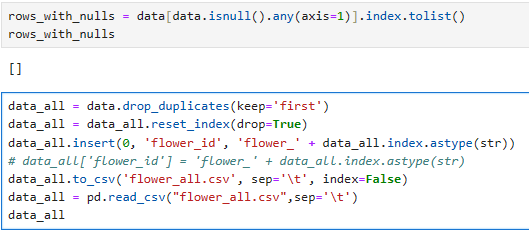 rows_with_nulls = data[data.isnull().any(axis=1)].index.tolist()
rows_with_nulls
[]
data_all = data.drop_duplicates(keep='first')
data_all = data_all.reset_index(drop=True)
data_all.insert(0, 'flower_id', 'flower_' + data_all.index.astype(str))
# data_all['flower_id'] = 'flower_' + data_all.index.astype(str)
data_all.to_csv('flower_all.csv', sep='\t', index=False)
data_all = pd.read_csv("flower_all.csv",sep='\t')
data_all